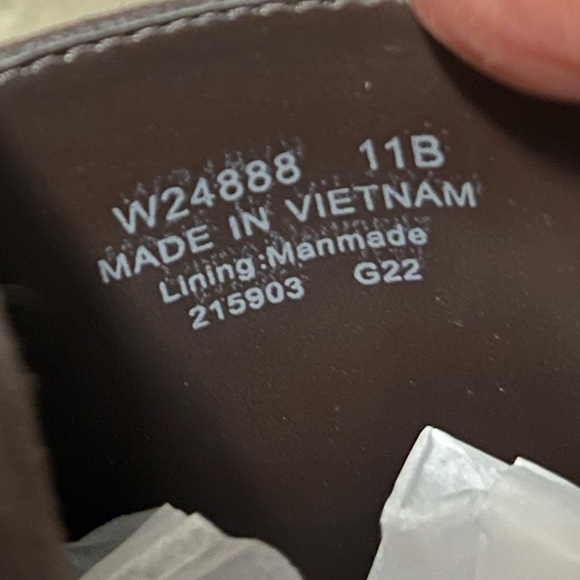 W24888 11B
MADE IN VIETNAM
Lining:Manmade
215903 G22